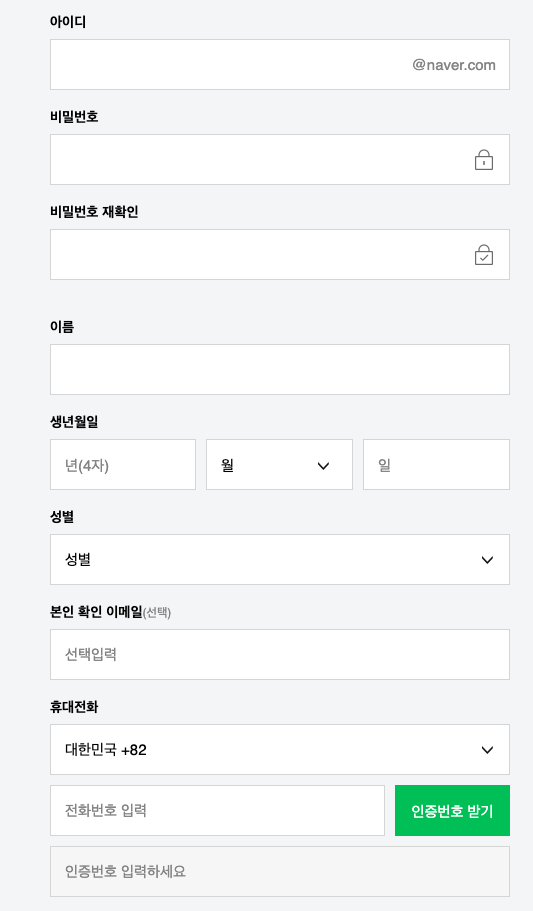 아이디
@naver.com
비밀번호
비밀번호 재확인
이름
생년월일
년(4자) 월 일
성별
성별
본인 확인 이메일(선택)
선택입력
휴대전화
대한민국 +82
전화번호 입력 인증번호 받기
인증번호 입력하세요